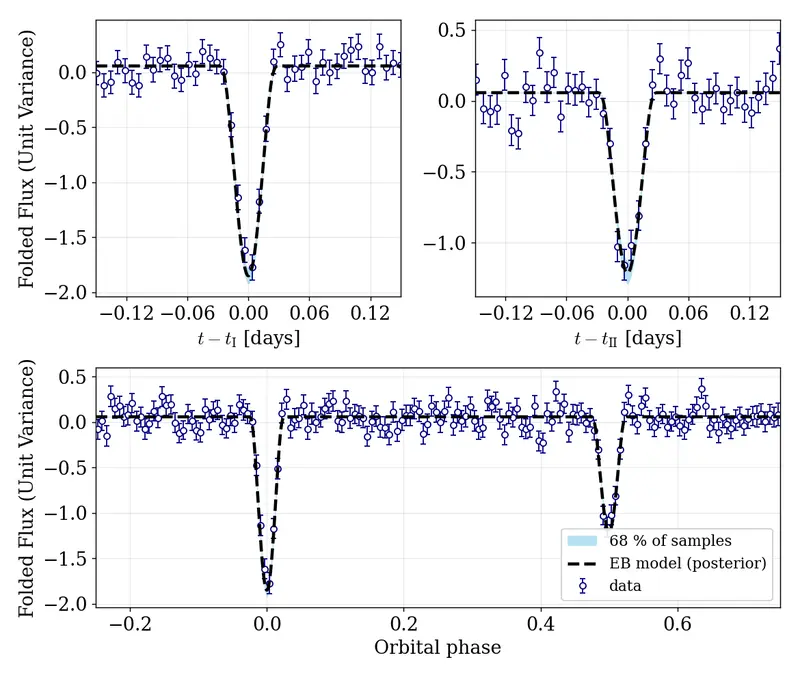 Folded Flux (Unit Variance)
0.0
−0.5
−1.0
−1.5
−2.0
−0.12 −0.06 0.00 0.06 0.12
t − tI [days]
0.5
0.0
−0.5
−1.0
−0.12 −0.06 0.00 0.06 0.12
t − tII [days]
Folded Flux (Unit Variance)
0.5
0.0
−0.5
−1.0
−1.5
−2.0
68 % of samples
EB model (posterior)
data
−0.2 0.0 0.2 0.4 0.6
Orbital phase